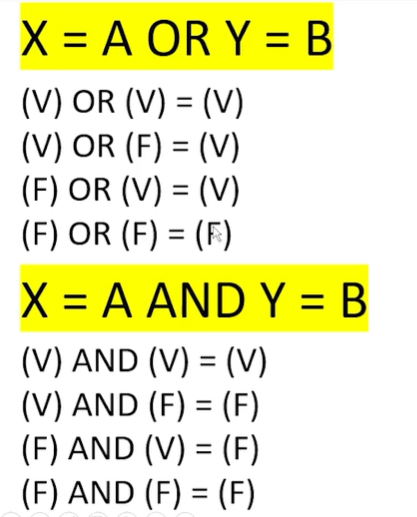 X = A OR Y = B
(V) OR (V) = (V)
(V) OR (F) = (V)
(F) OR (V) = (V)
(F) OR (F) = (F)
X = A AND Y = B
(V) AND (V) = (V)
(V) AND (F) = (F)
(F) AND (V) = (F)
(F) AND (F) = (F)